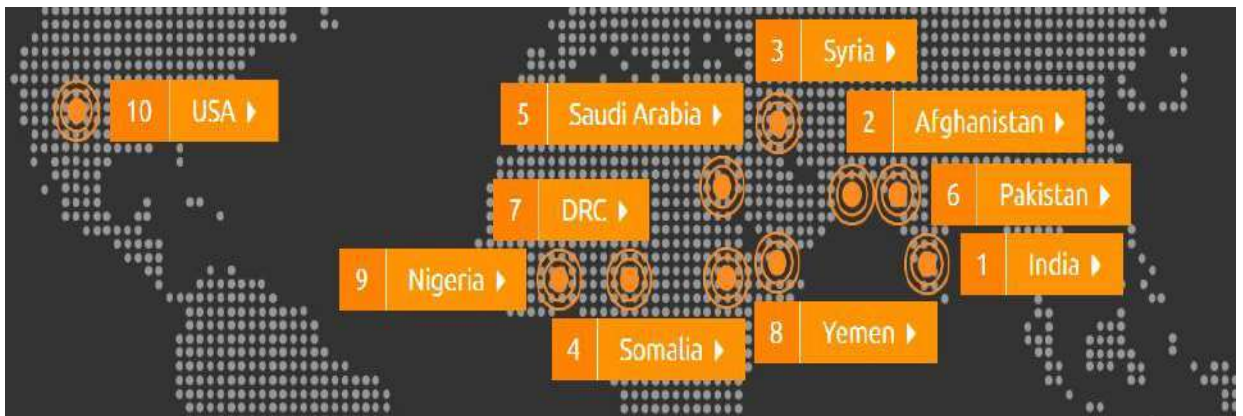 3 Syria
10 USA
5 Saudi Arabia
2 Afghanistan
7 DRC
6 Pakistan
9 Nigeria
1 India
4 Somalia
8 Yemen